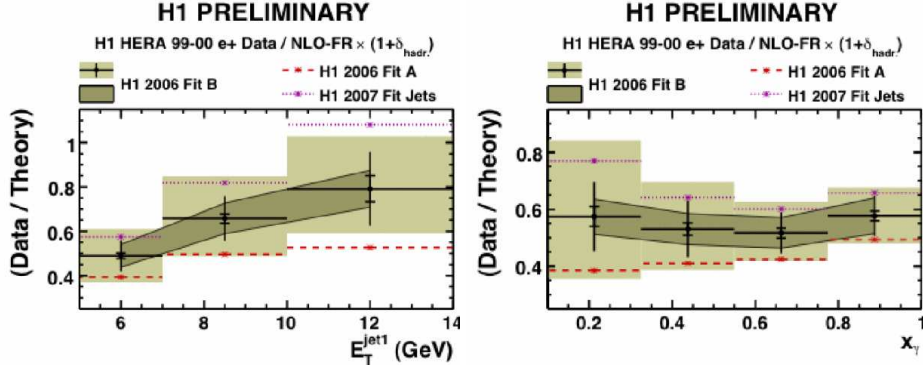 H1 PRELIMINARY
H1 HERA 99-00 e+ Data / NLO-FR × (1+δhadr.)
H1 2006 Fit B
H1 2006 Fit A
H1 2007 Fit Jets
(Data / Theory)
1
0.8
0.6
0.4
6 8 10 12 14
E_T^jet1 (GeV)
H1 PRELIMINARY
H1 HERA 99-00 e+ Data / NLO-FR × (1+δhadr.)
H1 2006 Fit B
H1 2006 Fit A
H1 2007 Fit Jets
(Data / Theory)
0.8
0.6
0.4
0.2 0.4 0.6 0.8 1
xγ